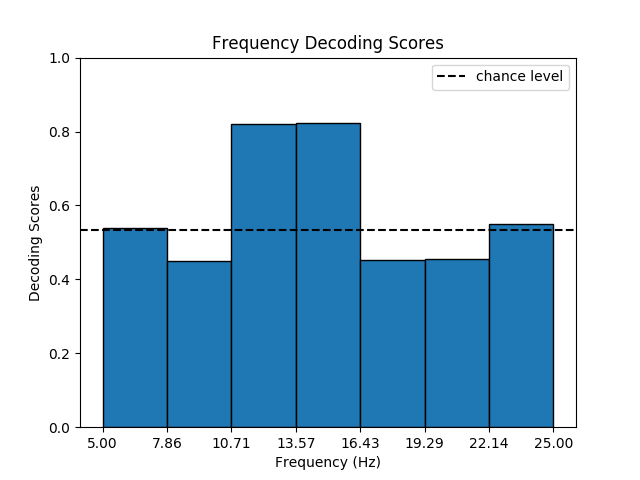 Frequency Decoding Scores
chance level
1.0
0.8
0.6
0.4
0.2
0.0
Decoding Scores
5.00 7.86 10.71 13.57 16.43 19.29 22.14 25.00
Frequency (Hz)